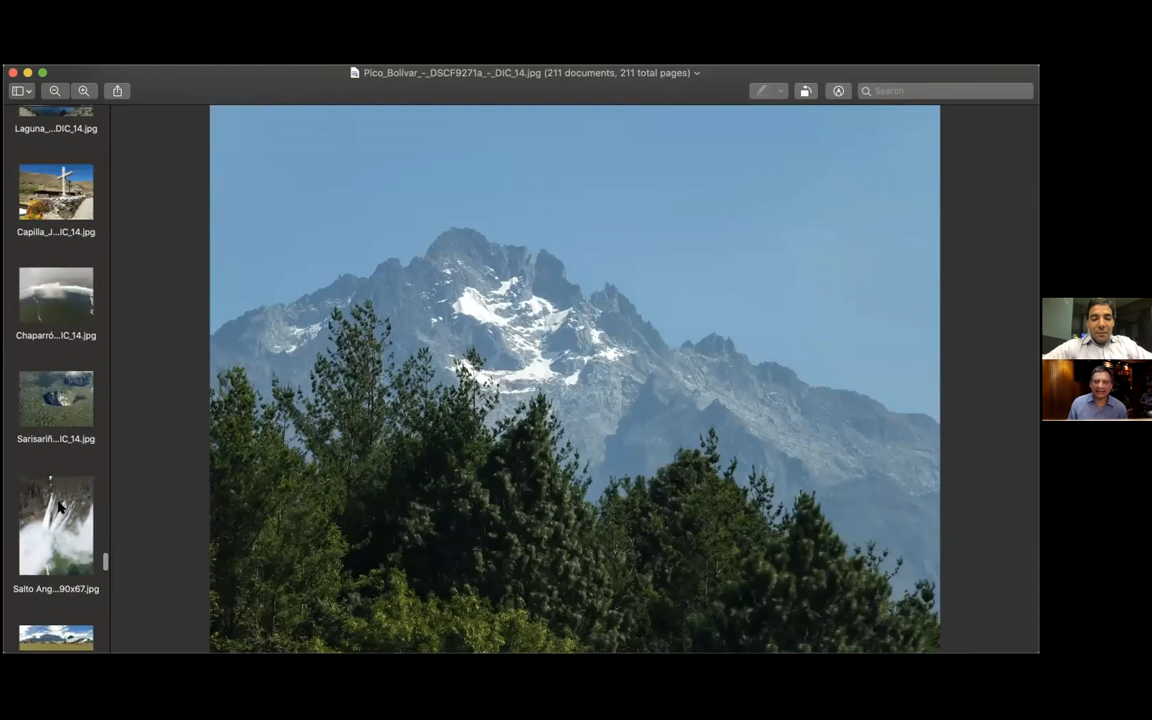 Pico_Bolívar_-_DSCF9271a_-_DIC_14.jpg (211 documents, 211 total pages)
Search
Laguna_...DIC_14.jpg
Capilla_J...IC_14.jpg
Chaparró...IC_14.jpg
Sarisariñ...IC_14.jpg
Salto Ang...90x67.jpg